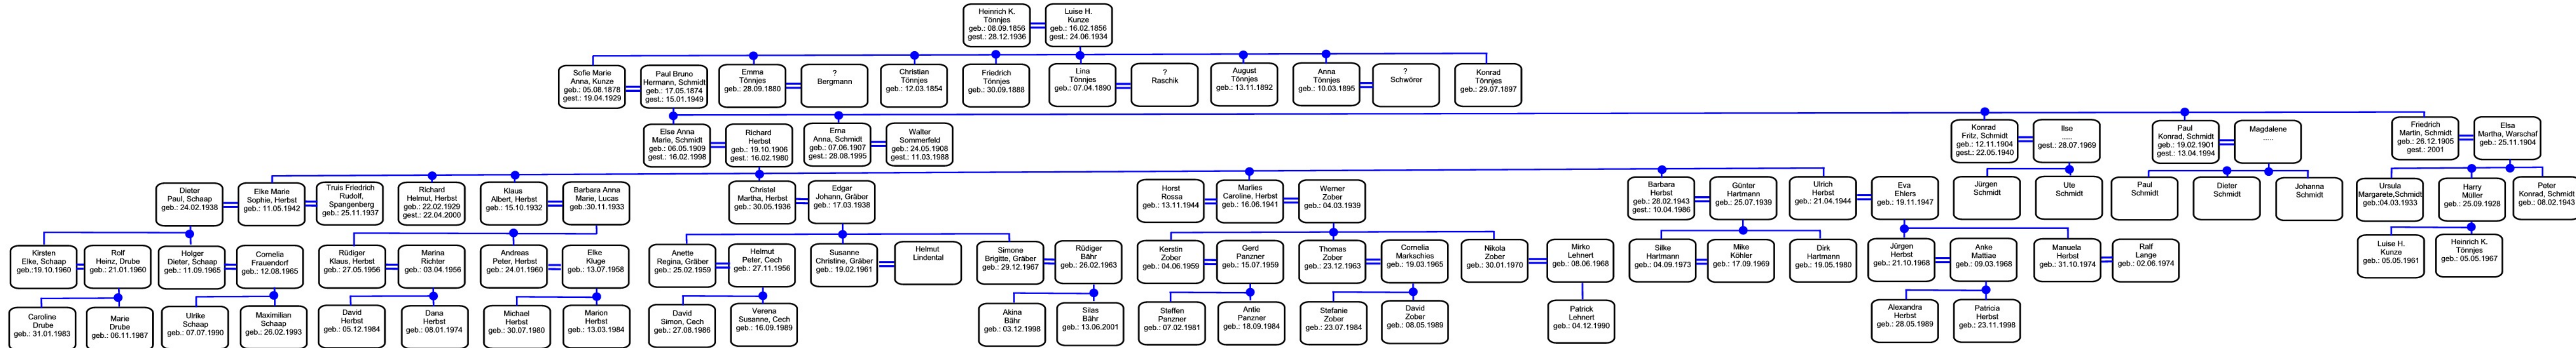 Heinrich K.
Tönnjes
geb.: 08.09.1856
gest.: 28.12.1936
Luise H.
Kunze
geb.: 16.02.1856
gest.: 24.06.1934
Sofie Marie
Anna, Kunze
geb.: 05.08.1878
gest.: 19.04.1929
Paul Bruno
Hermann, Schmidt
geb.: 17.05.1874
gest.: 15.01.1949
Emma
Tönnjes
geb.: 28.09.1880
?
Bergmann
Christian
Tönnjes
geb.: 12.03.1854
Friedrich
Tönnjes
geb.: 30.09.1888
Lina
Tönnjes
geb.: 07.04.1890
?
Raschik
August
Tönnjes
geb.: 13.11.1892
Anna
Tönnjes
geb.: 10.03.1895
?
Schwörer
Konrad
Tönnjes
geb.: 29.07.1897
Else Anna
Marie, Schmidt
geb.: 06.05.1909
gest.: 16.02.1998
Richard
Herbst
geb.: 19.10.1906
gest.: 16.02.1980
Erna
Anna, Schmidt
geb.: 07.06.1907
gest.: 28.08.1995
Walter
Sommerfeld
geb.: 24.05.1908
gest.: 11.03.1988
Konrad
Fritz, Schmidt
geb.: 12.11.1904
gest.: 22.05.1940
Ilse
.....
gest.: 28.07.1969
Paul
Konrad, Schmidt
geb.: 19.02.1901
gest.: 13.04.1994
Magdalene
.....
Friedrich
Martin, Schmidt
geb.: 26.12.1905
gest.: 2001
Elsa
Martha, Warschaf
geb.: 25.11.1904
Dieter
Paul, Schaap
geb.: 24.02.1938
Elke Marie
Sophie, Herbst
geb.: 11.05.1942
Truis Friedrich
Rudolf,
Spangenberg
geb.: 25.11.1937
Richard
Helmut, Herbst
geb.: 22.02.1929
gest: 22.04.2000
Klaus
Albert, Herbst
geb.: 15.10.1932
Barbara Anna
Marie, Lucas
geb.:30.11.1933
Christel
Martha, Herbst
geb.: 30.05.1936
Edgar
Johann, Gräber
geb.: 17.03.1938
Horst
Rossa
geb.: 13.11.1944
Marlies
Caroline, Herbst
geb.: 16.06.1941
Werner
Zober
geb.: 04.03.1939
Barbara
Herbst
geb.: 28.02.1943
gest.: 10.04.1986
Günter
Hartmann
geb.: 25.07.1939
Ulrich
Herbst
geb.: 21.04.1944
Eva
Ehlers
geb.: 19.11.1947
Jürgen
Schmidt
Ute
Schmidt
Paul
Schmidt
Dieter
Schmidt
Johanna
Schmidt
Ursula
Margarete,Schmidt
geb.:04.03.1933
Harry
Müller
geb.: 25.09.1928
Peter
Konrad, Schmidt
geb.: 08.02.1943
Kirsten
Elke, Schaap
geb.:19.10.1960
Rolf
Heinz, Drube
geb.: 21.01.1960
Holger
Dieter, Schaap
geb.: 11.09.1965
Cornelia
Frauendorf
geb.: 12.08.1965
Rüdiger
Klaus, Herbst
geb.: 27.05.1956
Marina
Richter
geb.: 03.04.1956
Andreas
Peter, Herbst
geb.: 24.01.1960
Elke
Kluge
geb.: 13.07.1958
Anette
Regina, Gräber
geb.: 25.02.1959
Helmut
Peter, Cech
geb.: 27.11.1956
Susanne
Christine, Gräber
geb.: 19.02.1961
Helmut
Lindental
Simone
Brigitte, Gräber
geb.: 29.12.1967
Rüdiger
Bähr
geb.: 26.02.1963
Kerstin
Zober
geb.: 04.06.1959
Gerd
Panzner
geb.: 15.07.1959
Thomas
Zober
geb.: 23.12.1963
Cornelia
Markschies
geb.: 19.03.1965
Nikola
Zober
geb.: 30.01.1970
Mirko
Lehnert
geb.: 08.06.1968
Silke
Hartmann
geb.: 04.09.1973
Mike
Köhler
geb.: 17.09.1969
Dirk
Hartmann
geb.: 19.05.1980
Jürgen
Herbst
geb.: 21.10.1968
Anke
Mattiae
geb.: 09.03.1968
Manuela
Herbst
geb.: 31.10.1974
Ralf
Lange
geb.: 02.06.1974
Luise H.
Kunze
geb.: 05.05.1961
Heinrich K.
Tönnjes
geb.: 05.05.1967
Caroline
Drube
geb.: 31.01.1983
Marie
Drube
geb.: 06.11.1987
Ulrike
Schaap
geb.: 07.07.1990
Maximilian
Schaap
geb.: 26.02.1993
David
Herbst
geb.: 05.12.1984
Dana
Herbst
geb.: 08.01.1974
Michael
Herbst
geb.: 30.07.1980
Marion
Herbst
geb.: 13.03.1984
David
Simon, Cech
geb.: 27.08.1986
Verena
Susanne, Cech
geb.: 16.09.1989
Akina
Bähr
geb.: 03.12.1998
Silas
Bähr
geb.: 13.06.2001
Steffen
Panzner
geb.: 07.02.1981
Antie
Panzner
geb.: 18.09.1984
Stefanie
Zober
geb.: 23.07.1984
David
Zober
geb.: 08.05.1989
Patrick
Lehnert
geb.: 04.12.1990
Alexandra
Herbst
geb.: 28.05.1989
Patricia
Herbst
geb.: 23.11.1998